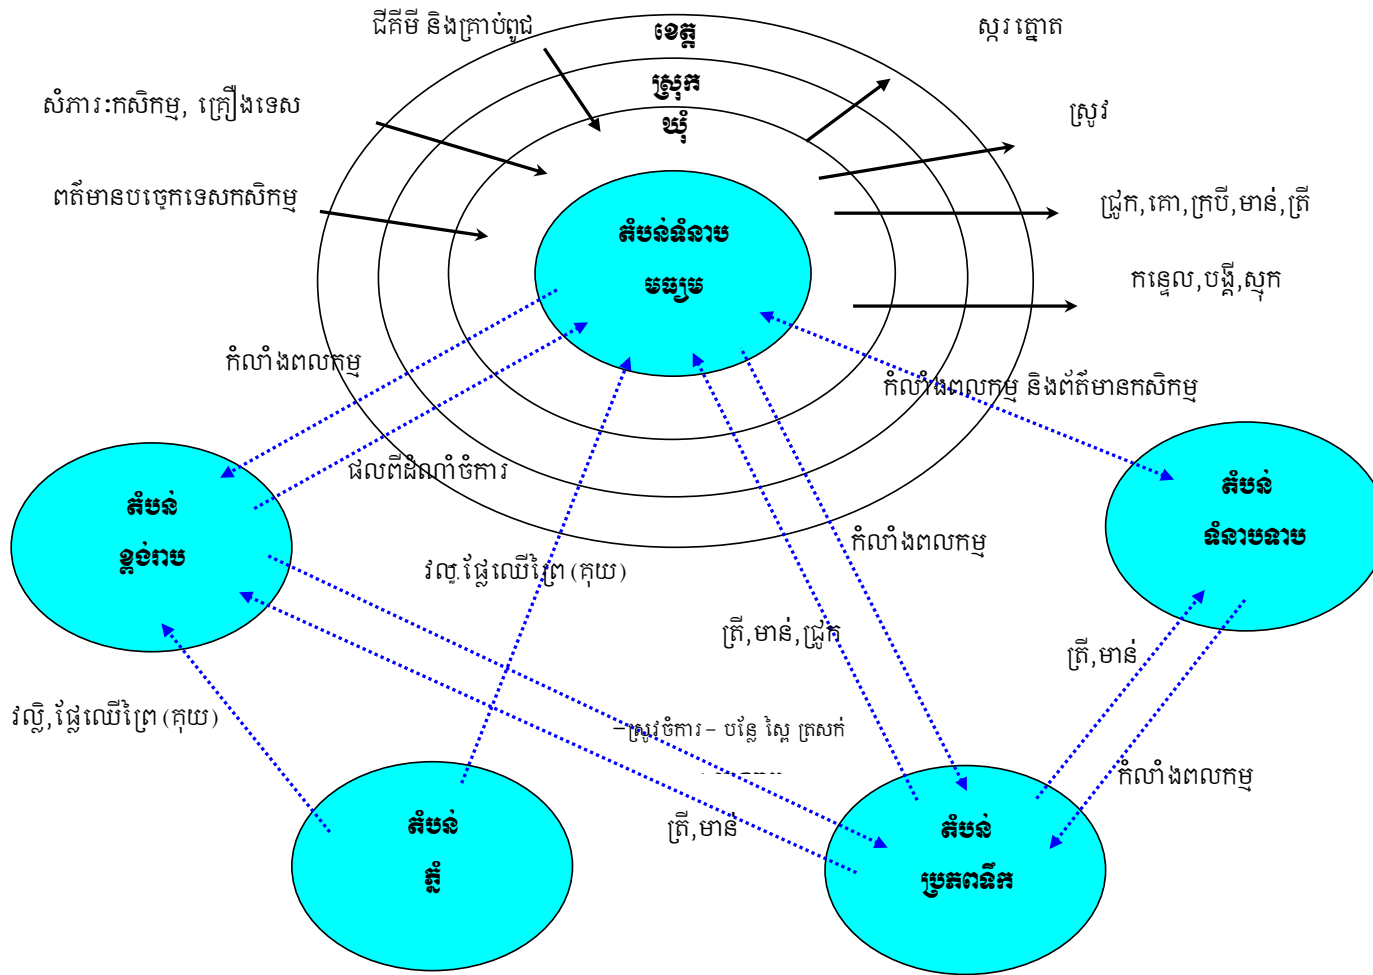 ជីគីមី និងគ្រាប់ពូជ
ខេត្ត
ស្ករ ត្នោត
ស្រុក
សំភារៈកសិកម្ម, គ្រឿងទេស
ឃុំ
ស្រូវ
ពត៌មានបច្ចេកទេសកសិកម្ម
ជ្រូក,គោ,ក្របី,មាន់,ត្រី
តំបន់ទំនាប
មធ្យម
កន្ទេល,បង្គី,ស្មុក
កំលាំងពលកម្ម
កំលាំងពលកម្ម និងព័ត៌មានកសិកម្ម
ផលពីដំណាំចំការ
តំបន់
ខ្ពង់រាប
តំបន់
ទំនាបទាប
កំលាំងពលកម្ម
ផ្លែឈើព្រៃ (គុយ)
ត្រី,មាន់,ជ្រូក
ត្រី,មាន់
វល្លិ,ផ្លែឈើព្រៃ (គុយ)
–ស្រូវចំការ – បន្លែ ស្ពៃ ត្រសក់
កំលាំងពលកម្ម
ត្រី,មាន់
តំបន់
ភ្នំ
តំបន់
ប្រភពទឹក